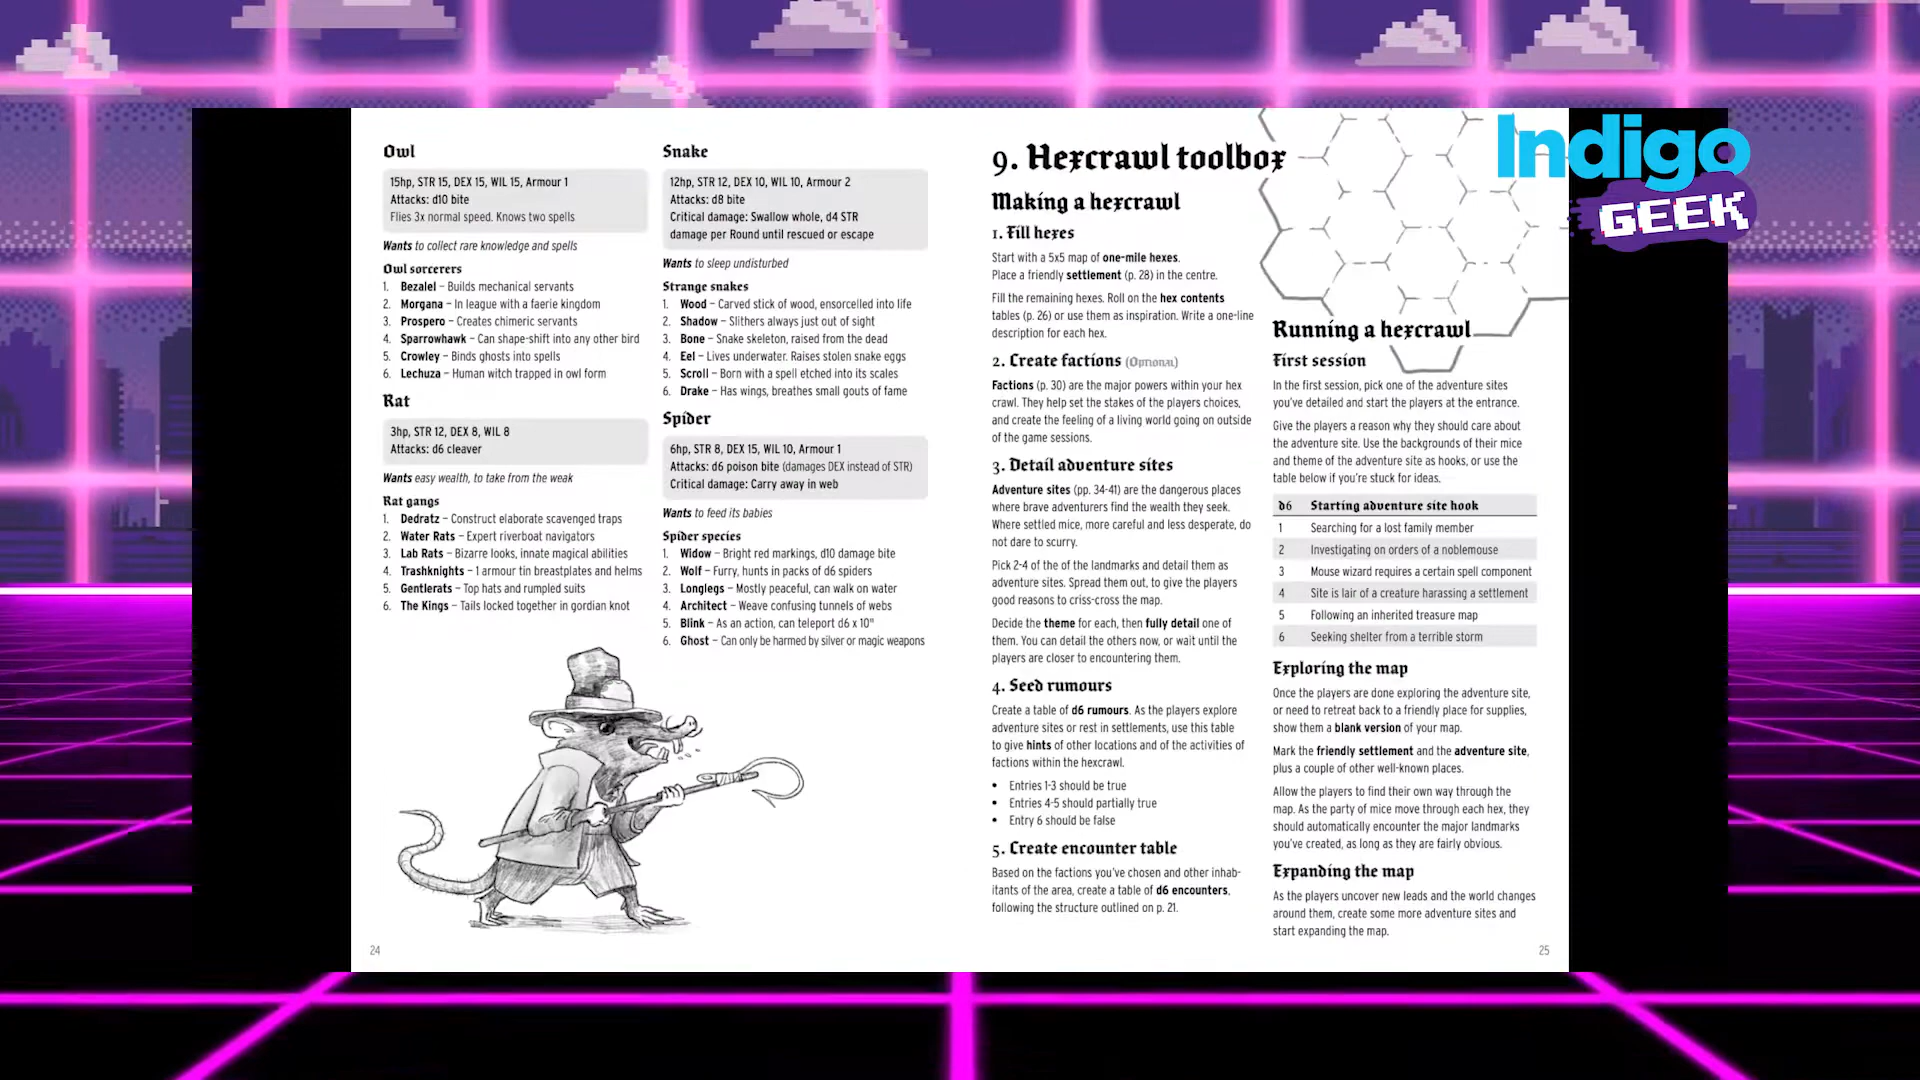 Owl
15hp, STR 15, DEX 15, WIL 15, Armour 1
Attacks: d10 bite
Flies 3x normal speed. Knows two spells
Wants to collect rare knowledge and spells
Owl sorcerers
1. Bezalel – Builds mechanical servants
2. Morgana – In league with a faerie kingdom
3. Prospero – Creates chimeric servants
4. Sparrowhawk – Can shape-shift into any other bird
5. Crowley – Binds ghosts into spells
6. Lechuza – Human witch trapped in owl form
Rat
3hp, STR 12, DEX 8, WIL 8
Attacks: d6 cleaver
Wants easy wealth, to take from the weak
Rat gangs
1. Dedratz – Construct elaborate scavenged traps
2. Water Rats – Expert riverboat navigators
3. Lab Rats – Bizarre looks, innate magical abilities
4. Trashknights – 1 armour tin breastplates and helms
5. Gentlerats – Top hats and rumpled suits
6. The Kings – Tails locked together in gordian knot
24
Snake
12hp, STR 12, DEX 10, WIL 10, Armour 2
Attacks: d8 bite
Critical damage: Swallow whole, d4 STR
damage per Round until rescued or escape
Wants to sleep undisturbed
Strange snakes
1. Wood – Carved stick of wood, ensorcelled into life
2. Shadow – Slithers always just out of sight
3. Bone – Snake skeleton, raised from the dead
4. Eel – Lives underwater. Raises stolen snake eggs
5. Scroll – Born with a spell etched into its scales
6. Drake – Has wings, breathes small gouts of fame
Spider
6hp, STR 8, DEX 15, WIL 10, Armour 1
Attacks: d6 poison bite (damages DEX instead of STR)
Critical damage: Carry away in web
Wants to feed its babies
Spider species
1. Widow – Bright red markings, d10 damage bite
2. Wolf – Furry, hunts in packs of d6 spiders
3. Longlegs – Mostly peaceful, can walk on water
4. Architect – Weave confusing tunnels of webs
5. Blink – As an action, can teleport d6 x 10"
6. Ghost – Can only be harmed by silver or magic weapons
9. Hexcrawl toolbox
Making a hexcrawl
1. Fill hexes
Start with a 5x5 map of one-mile hexes.
Place a friendly settlement (p. 28) in the centre.
Fill the remaining hexes. Roll on the hex contents
tables (p. 26) or use them as inspiration. Write a one-line
description for each hex.
2. Create factions (Optional)
Factions (p. 30) are the major powers within your hex
crawl. They help set the stakes of the players choices,
and create the feeling of a living world going on outside
of the game sessions.
3. Detail adventure sites
Adventure sites (pp. 34-41) are the dangerous places
where brave adventurers find the wealth they seek.
Where settled mice, more careful and less desperate, do
not dare to scurry.
Pick 2-4 of the of the landmarks and detail them as
adventure sites. Spread them out, to give the players
good reasons to criss-cross the map.
Decide the theme for each, then fully detail one of
them. You can detail the others now, or wait until the
players are closer to encountering them.
4. Seed rumours
Create a table of d6 rumours. As the players explore
adventure sites or rest in settlements, use this table
to give hints of other locations and of the activities of
factions within the hexcrawl.
• Entries 1-3 should be true
• Entries 4-5 should partially true
• Entry 6 should be false
5. Create encounter table
Based on the factions you've chosen and other inhab-
itants of the area, create a table of d6 encounters,
following the structure outlined on p. 21.
Running a hexcrawl
First session
In the first session, pick one of the adventure sites
you've detailed and start the players at the entrance.
Give the players a reason why they should care about
the adventure site. Use the backgrounds of their mice
and theme of the adventure site as hooks, or use the
table below if you're stuck for ideas.
d6 Starting adventure site hook
1 Searching for a lost family member
2 Investigating on orders of a noblemouse
3 Mouse wizard requires a certain spell component
4 Site is lair of a creature harassing a settlement
5 Following an inherited treasure map
6 Seeking shelter from a terrible storm
Exploring the map
Once the players are done exploring the adventure site,
or need to retreat back to a friendly place for supplies,
show them a blank version of your map.
Mark the friendly settlement and the adventure site,
plus a couple of other well-known places.
Allow the players to find their own way through the
map. As the party of mice move through each hex, they
should automatically encounter the major landmarks
you've created, as long as they are fairly obvious.
Expanding the map
As the players uncover new leads and the world changes
around them, create some more adventure sites and
start expanding the map.
25
Indigo
GEEK